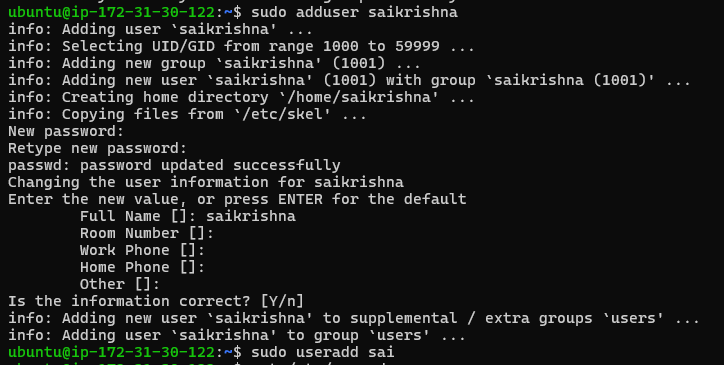 ubuntu@ip-172-31-30-122:~$ sudo adduser saikrishna
info: Adding user `saikrishna' ...
info: Selecting UID/GID from range 1000 to 59999 ...
info: Adding new group `saikrishna' (1001) ...
info: Adding new user `saikrishna' (1001) with group `saikrishna (1001)' ...
info: Creating home directory `/home/saikrishna' ...
info: Copying files from `/etc/skel' ...
New password:
Retype new password:
passwd: password updated successfully
Changing the user information for saikrishna
Enter the new value, or press ENTER for the default
        Full Name []: saikrishna
        Room Number []:
        Work Phone []:
        Home Phone []:
        Other []:
Is the information correct? [Y/n]
info: Adding new user `saikrishna' to supplemental / extra groups `users' ...
info: Adding user `saikrishna' to group `users' ...
ubuntu@ip-172-31-30-122:~$ sudo useradd sai